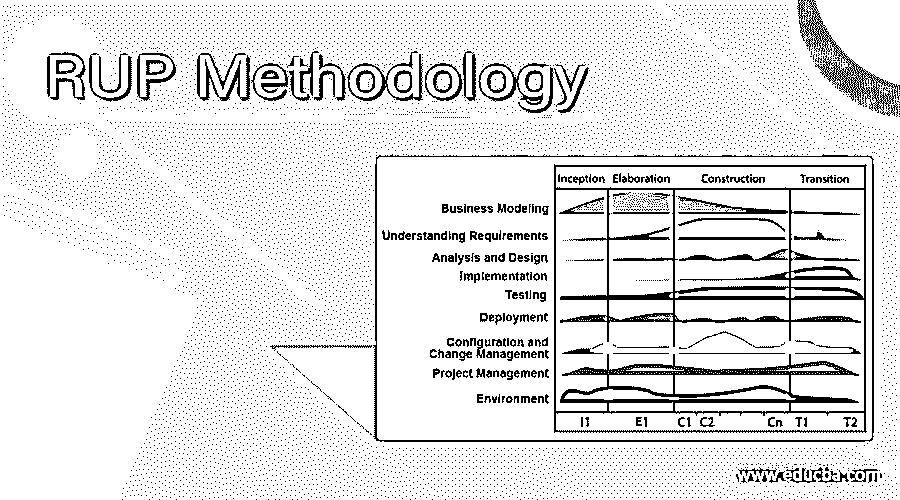 RUP Methodology
Inception Elaboration Construction Transition
Business Modeling
Understanding Requirements
Analysis and Design
Implementation
Testing
Deployment
Configuration and
Change Management
Project Management
Environment
I1 E1 C1 C2 Cn T1 T2
www.educba.com